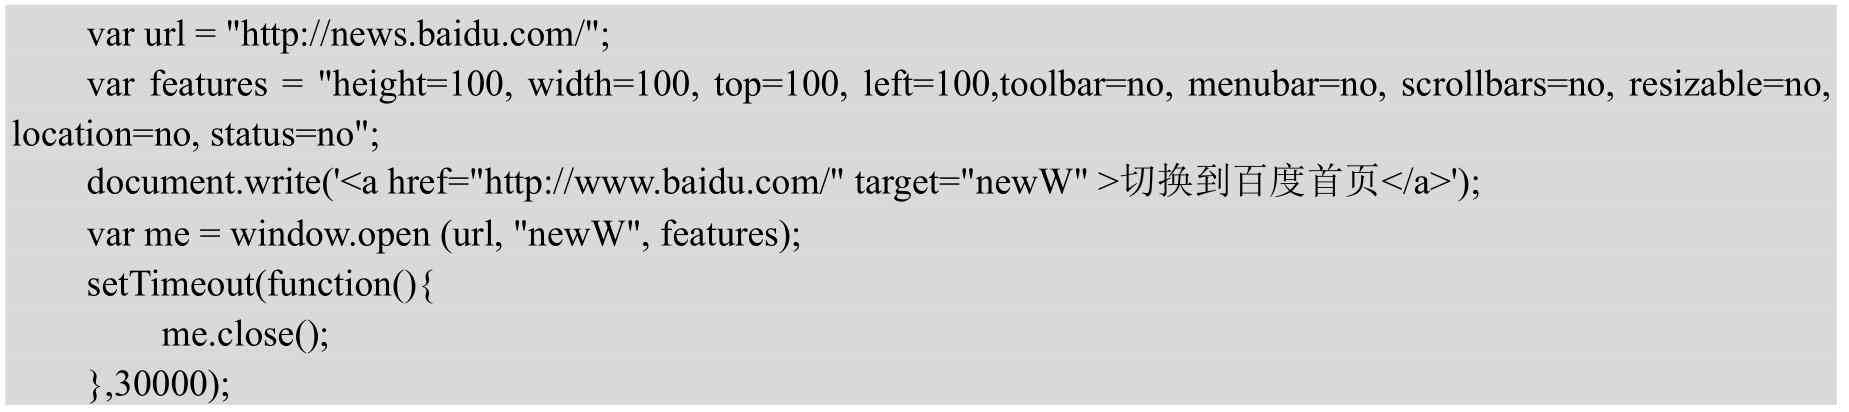 var url = "http://news.baidu.com/";
var features = "height=100, width=100, top=100, left=100,toolbar=no, menubar=no, scrollbars=no, resizable=no,
location=no, status=no";
document.write('<a href="http://www.baidu.com/" target="newW" >切换到百度首页</a>');
var me = window.open (url, "newW", features);
setTimeout(function(){
me.close();
},30000);